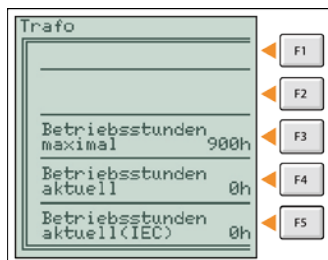 Trafo
F1
F2
Betriebsstunden
maximal 900h
F3
Betriebsstunden
aktuell 0h
F4
Betriebsstunden
aktuell(IEC) 0h
F5